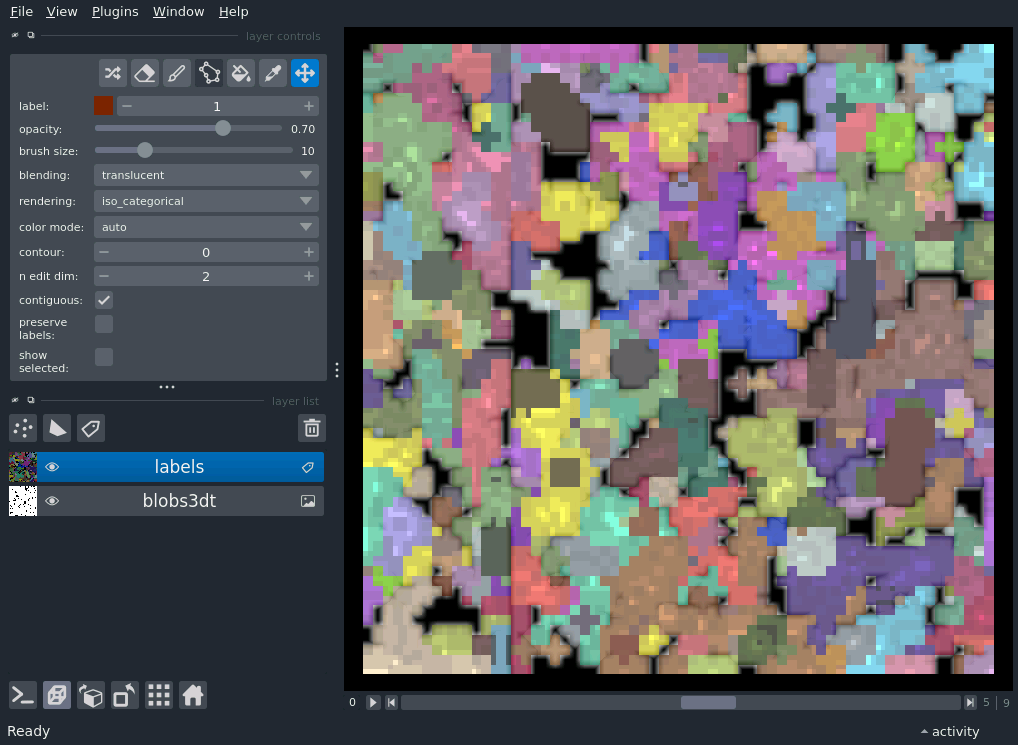 File View Plugins Window Help
layer controls
label: 1
opacity: 0.70
brush size: 10
blending: translucent
rendering: iso_categorical
color mode: auto
contour: 0
n edit dim: 2
contiguous:
preserve
labels:
show
selected:
layer list
labels
blobs3dt
0 5 9
Ready activity